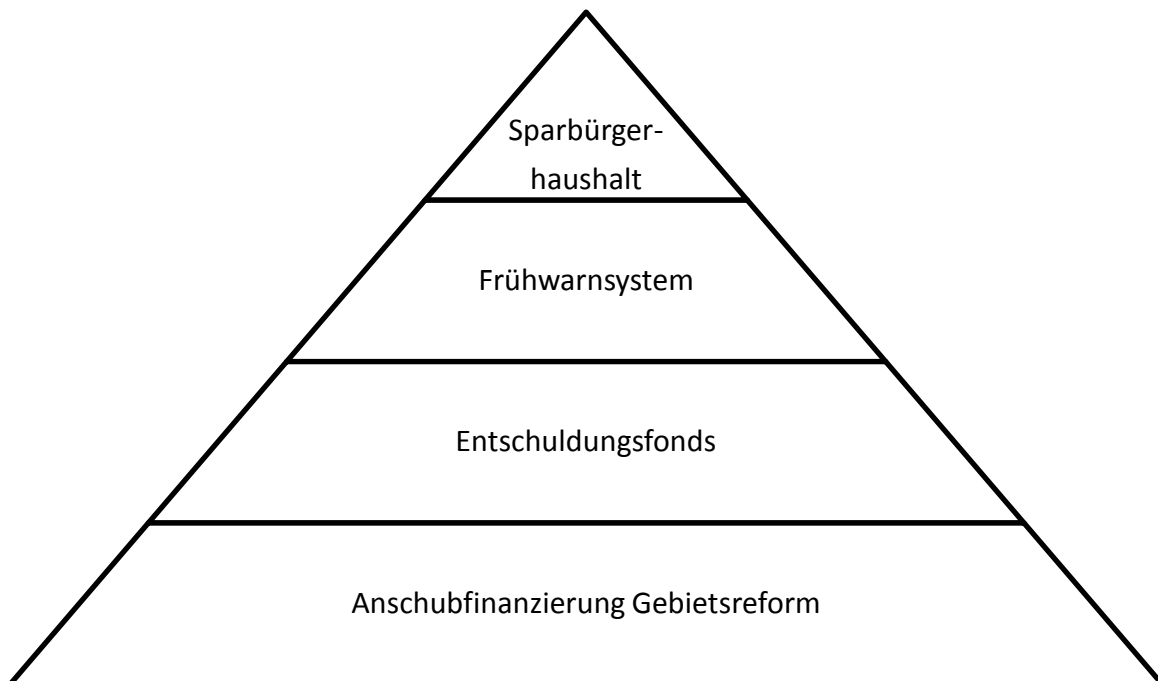 Sparbürger-
haushalt
Frühwarnsystem
Entschuldungsfonds
Anschubfinanzierung Gebietsreform